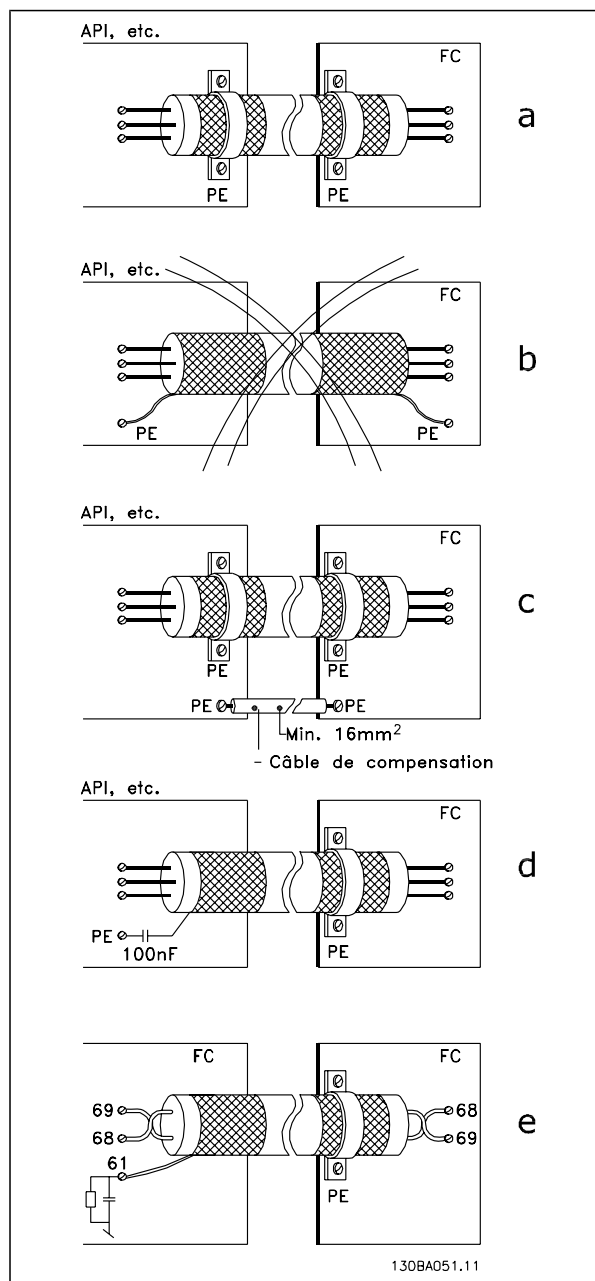 API, etc.
FC
a
PE PE
API, etc.
FC
b
PE PE
API, etc.
FC
c
PE PE
PE PE
Min. 16mm²
Câble de compensation
API, etc.
FC
d
PE
100nF
PE
FC FC
e
69 68
68 69
61
PE
130BA051.11